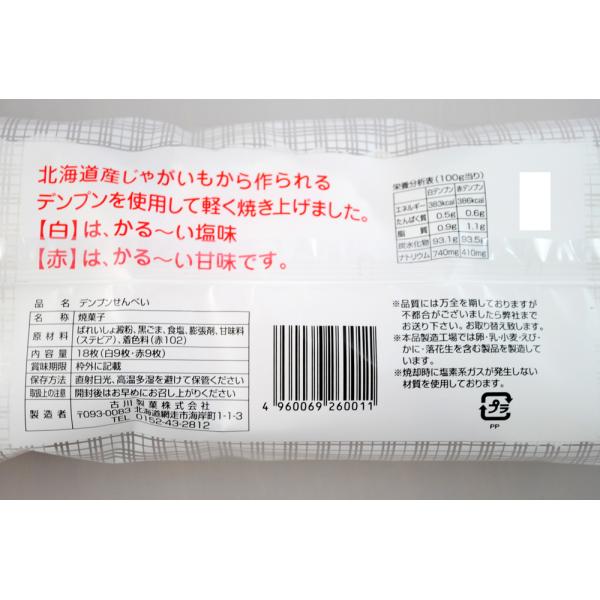 北海道産じゃがいもから作られる
デンプンを使用して軽く焼き上げました。
【白】は、かる〜い塩味
【赤】は、かる〜い甘味です。
栄養分析表(100g当り)
白デンプン 赤デンプン
エネルギー 383kcal 386kcal
たんぱく質 0.5g 0.6g
脂 質 0.9g 1.1g
炭水化物 93.1g 93.5g
ナトリウム 740mg 410mg
品 名 デンプンせんべい
名 称 焼菓子
原 材 料 ばれいしょ澱粉、黒ごま、食塩、膨張剤、甘味料
(ステビア)、着色料(赤102)
内 容 量 18枚(白9枚・赤9枚)
賞味期限 枠外に記載
保存方法 直射日光、高温多湿を避けて保管ください
取扱上の注意 開封後はお早めにお召し上がりください
製 造 者 古川製菓株式会社
〒093-0083 北海道網走市海岸町1-1-3
TEL 0152-43-2812
4 960069 260011
※品質には万全を期しておりますが
不都合がございましたら弊社まで
お送り下さい。お取り替え致します。
※本品製造工場では卵・乳・小麦・えび・
かに・落花生を含む製品を製造して
います。
※焼却時に塩素系ガスが発生しない
材質を使用しております。
プラ
PP